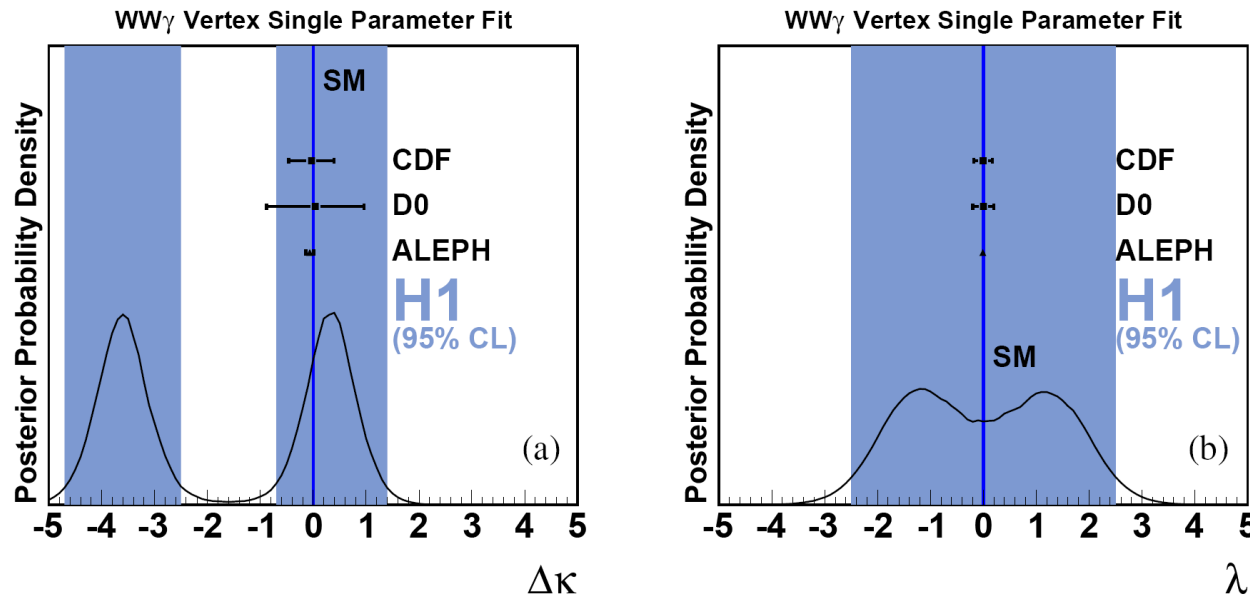 WWγ Vertex Single Parameter Fit
Posterior Probability Density
SM
CDF
D0
ALEPH
H1
(95% CL)
(a)
-5 -4 -3 -2 -1 0 1 2 3 4 5
Δκ
WWγ Vertex Single Parameter Fit
Posterior Probability Density
CDF
D0
ALEPH
H1
(95% CL)
SM
(b)
-5 -4 -3 -2 -1 0 1 2 3 4 5
λ